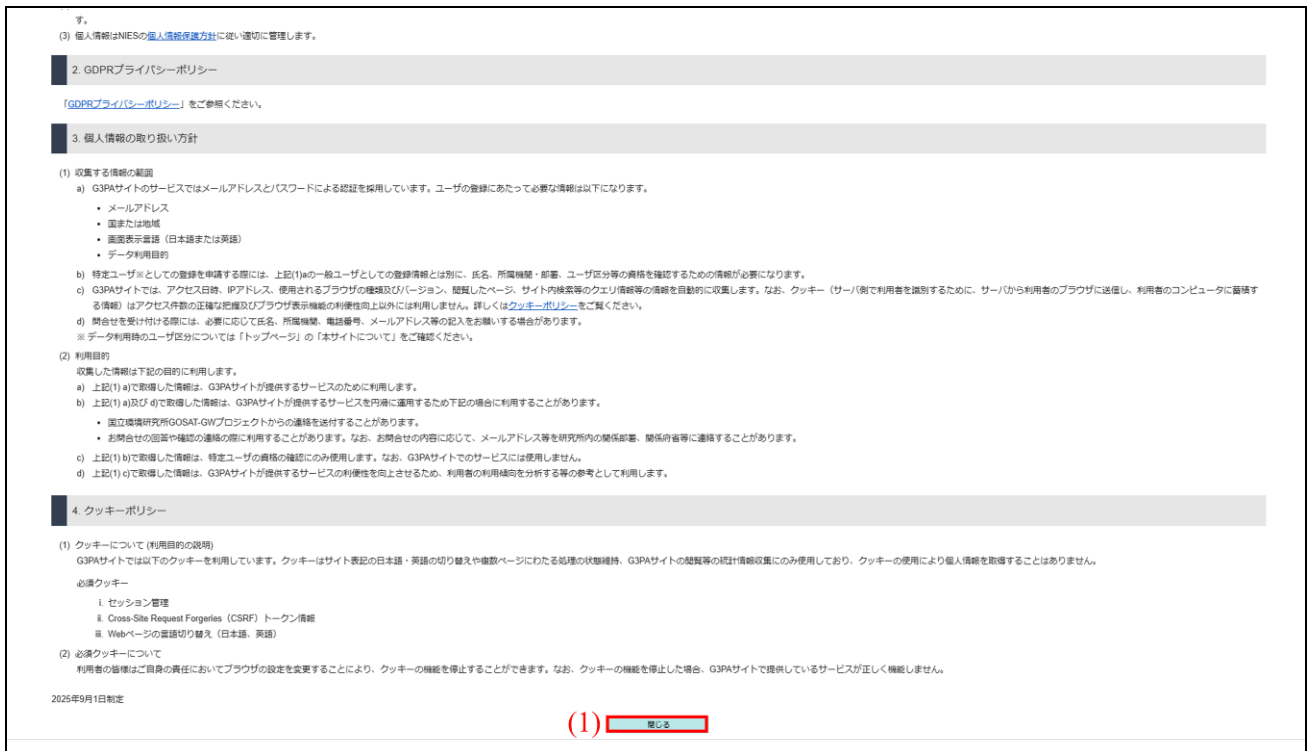 す。
(3) 個人情報はNIESの個人情報保護方針に従い適切に管理します。
2. GDPRプライバシーポリシー
「GDPRプライバシーポリシー」をご参照ください。
3. 個人情報の取り扱い方針
(1) 収集する情報の範囲
a) G3PAサイトのサービスではメールアドレスとパスワードによる認証を採用しています。ユーザの登録にあたって必要な情報は以下になります。
• メールアドレス
• 国または地域
• 画面表示言語（日本語または英語）
• データ利用目的
b) 特定ユーザ※としての登録を申請する際には、上記(1)aの一般ユーザとしての登録情報とは別に、氏名、所属機関・部署、ユーザ区分等の資格を確認するための情報が必要になります。
c) G3PAサイトでは、アクセス日時、IPアドレス、使用されるブラウザの種類及びバージョン、閲覧したページ、サイト内検索等のクエリ情報等の情報を自動的に収集します。なお、クッキー（サーバ側で利用者を識別するために、サーバから利用者のブラウザに送信し、利用者のコンピュータに蓄積す
る情報）はアクセス件数の正確な把握及びブラウザ表示機能の利便性向上以外には利用しません。詳しくはクッキーポリシーをご覧ください。
d) 問合せを受け付ける際には、必要に応じて氏名、所属機関、電話番号、メールアドレス等の記入をお願いする場合があります。
※ データ利用時のユーザ区分については「トップページ」の「本サイトについて」をご確認ください。
(2) 利用目的
収集した情報は下記の目的に利用します。
a) 上記(1) a)で取得した情報は、G3PAサイトが提供するサービスのために利用します。
b) 上記(1) a)及び d)で取得した情報は、G3PAサイトが提供するサービスを円滑に運用するため下記の場合に利用することがあります。
• 国立環境研究所GOSAT-GWプロジェクトからの連絡を送付することがあります。
• お問合せの回答や確認の連絡の際に利用することがあります。なお、お問合せの内容に応じて、メールアドレス等を研究所内の関係部署、関係府省等に連絡することがあります。
c) 上記(1) b)で取得した情報は、特定ユーザの資格の確認にのみ使用します。なお、G3PAサイトでのサービスには使用しません。
d) 上記(1) c)で取得した情報は、G3PAサイトが提供するサービスの利便性を向上させるため、利用者の利用傾向を分析する等の参考として利用します。
4. クッキーポリシー
(1) クッキーについて (利用目的の説明)
G3PAサイトでは以下のクッキーを利用しています。クッキーはサイト表記の日本語・英語の切り替えや複数ページにわたる処理の状態維持、G3PAサイトの閲覧等の統計情報収集にのみ使用しており、クッキーの使用により個人情報を取得することはありません。
必須クッキー
i. セッション管理
ii. Cross-Site Request Forgeries（CSRF）トークン情報
iii. Webページの言語切り替え（日本語、英語）
(2) 必須クッキーについて
利用者の皆様はご自身の責任においてブラウザの設定を変更することにより、クッキーの機能を停止することができます。なお、クッキーの機能を停止した場合、G3PAサイトで提供しているサービスが正しく機能しません。
2025年9月1日制定
(1) 閉じる